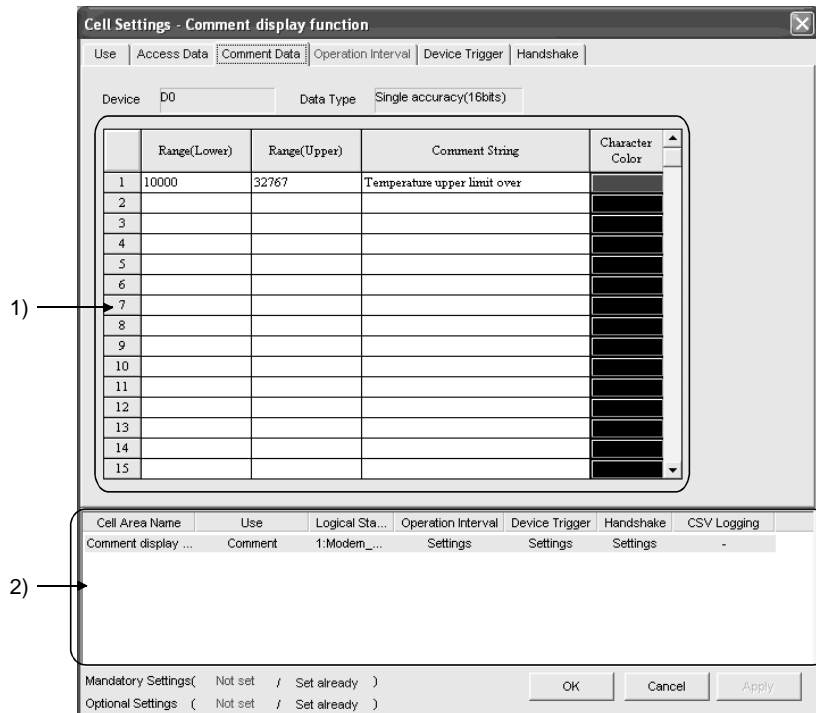 Cell Settings - Comment display function
Use Access Data Comment Data Operation Interval Device Trigger Handshake
Device D0 Data Type Single accuracy(16bits)
Range(Lower) Range(Upper) Comment String Character Color
1 10000 32767 Temperature upper limit over
2
3
4
5
6
1) 7
8
9
10
11
12
13
14
15
Cell Area Name Use Logical Sta... Operation Interval Device Trigger Handshake CSV Logging
Comment display ... Comment 1:Modem_... Settings Settings Settings -
2)
Mandatory Settings( Not set / Set already )
OK Cancel Apply
Optional Settings ( Not set / Set already )